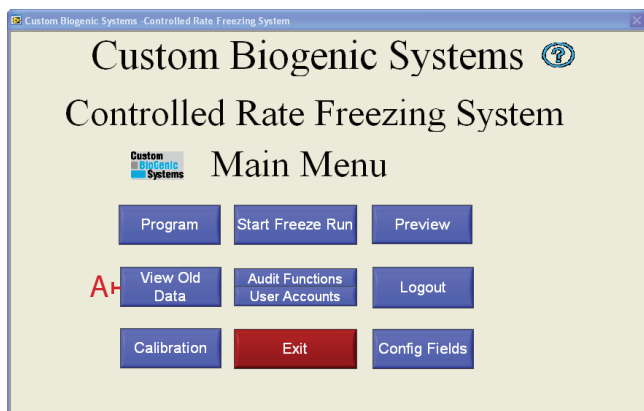 Custom Biogenic Systems -Controlled Rate Freezing System
Custom Biogenic Systems ?
Controlled Rate Freezing System
Custom
BioGenic
Systems
Main Menu
Program
Start Freeze Run
Preview
A
View Old
Data
Audit Functions
User Accounts
Logout
Calibration
Exit
Config Fields